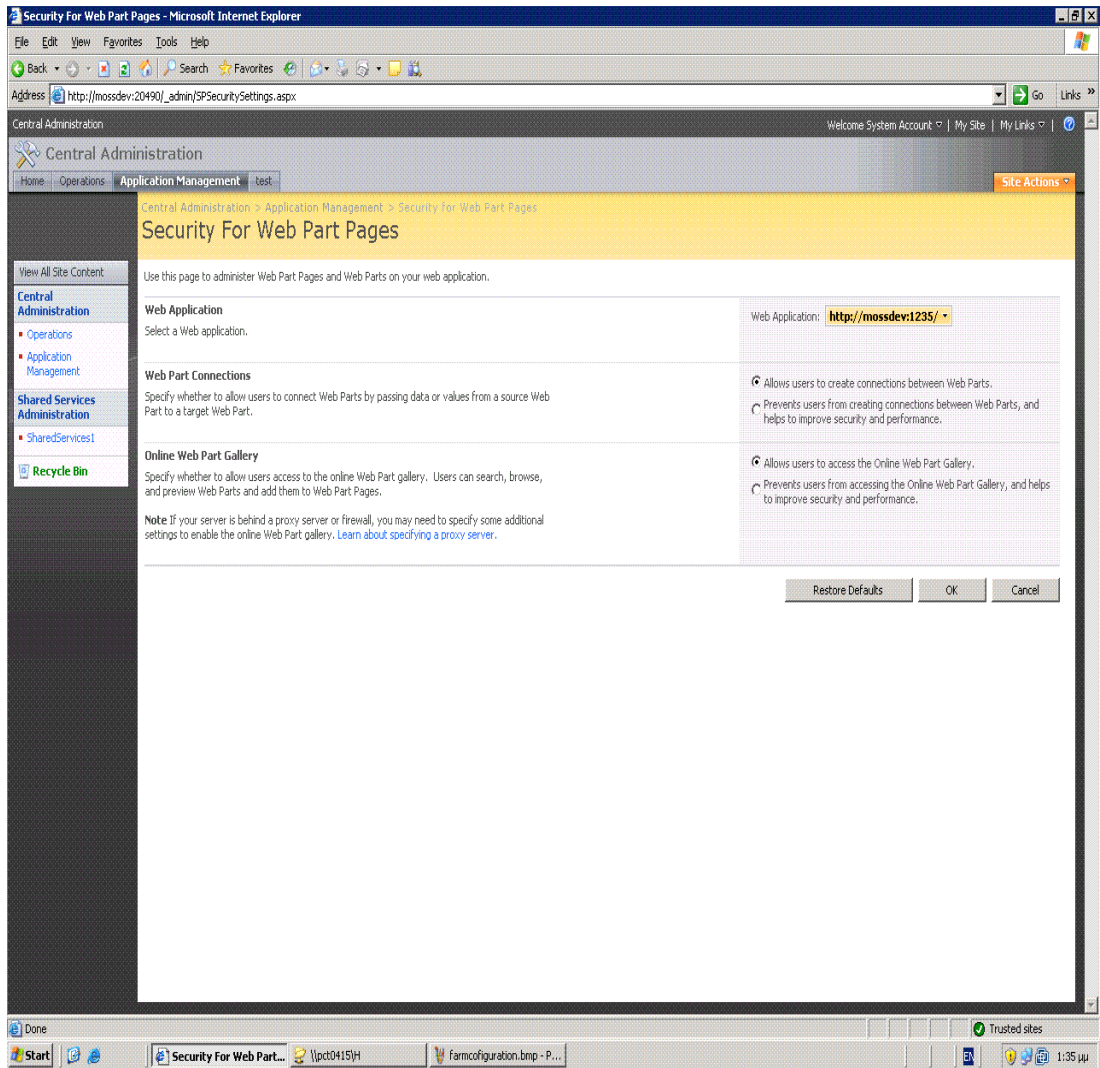 Security For Web Part Pages - Microsoft Internet Explorer
File Edit View Favorites Tools Help
Back Search Favorites
Address http://mossdev:20490/_admin/SPSecuritySettings.aspx Go Links »
Central Administration Welcome System Account | My Site | My Links |
Central Administration
Home Operations Application Management test Site Actions
Central Administration > Application Management > Security for Web Part Pages
Security For Web Part Pages
View All Site Content
Central
Administration
Operations
Application
Management
Shared Services
Administration
SharedServices1
Recycle Bin
Use this page to administer Web Part Pages and Web Parts on your web application.
Web Application
Select a Web application.
Web Application: http://mossdev:1235/
Web Part Connections
Specify whether to allow users to connect Web Parts by passing data or values from a source Web
Part to a target Web Part.
Allows users to create connections between Web Parts.
Prevents users from creating connections between Web Parts, and
helps to improve security and performance.
Online Web Part Gallery
Specify whether to allow users access to the online Web Part gallery. Users can search, browse,
and preview Web Parts and add them to Web Part Pages.
Note If your server is behind a proxy server or firewall, you may need to specify some additional
settings to enable the online Web Part gallery. Learn about specifying a proxy server.
Allows users to access the Online Web Part Gallery.
Prevents users from accessing the Online Web Part Gallery, and helps
to improve security and performance.
Restore Defaults OK Cancel
Done Trusted sites
Start Security For Web Part... \\pct0415\H farmcofiguration.bmp - P... EN 1:35 μμ